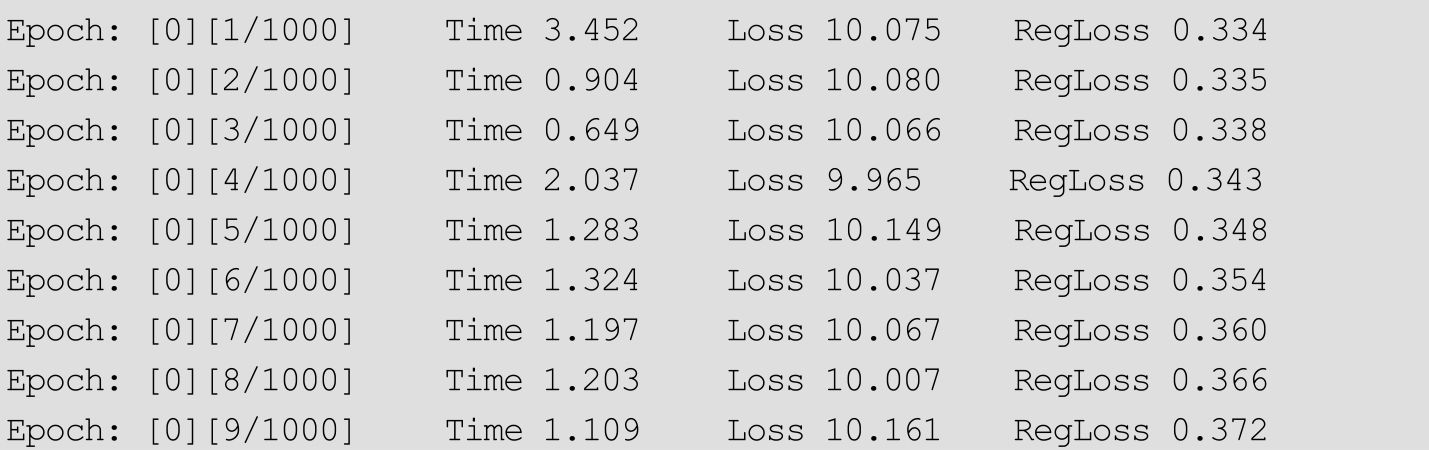 Epoch: [0][1/1000] Time 3.452 Loss 10.075 RegLoss 0.334
Epoch: [0][2/1000] Time 0.904 Loss 10.080 RegLoss 0.335
Epoch: [0][3/1000] Time 0.649 Loss 10.066 RegLoss 0.338
Epoch: [0][4/1000] Time 2.037 Loss 9.965 RegLoss 0.343
Epoch: [0][5/1000] Time 1.283 Loss 10.149 RegLoss 0.348
Epoch: [0][6/1000] Time 1.324 Loss 10.037 RegLoss 0.354
Epoch: [0][7/1000] Time 1.197 Loss 10.067 RegLoss 0.360
Epoch: [0][8/1000] Time 1.203 Loss 10.007 RegLoss 0.366
Epoch: [0][9/1000] Time 1.109 Loss 10.161 RegLoss 0.372